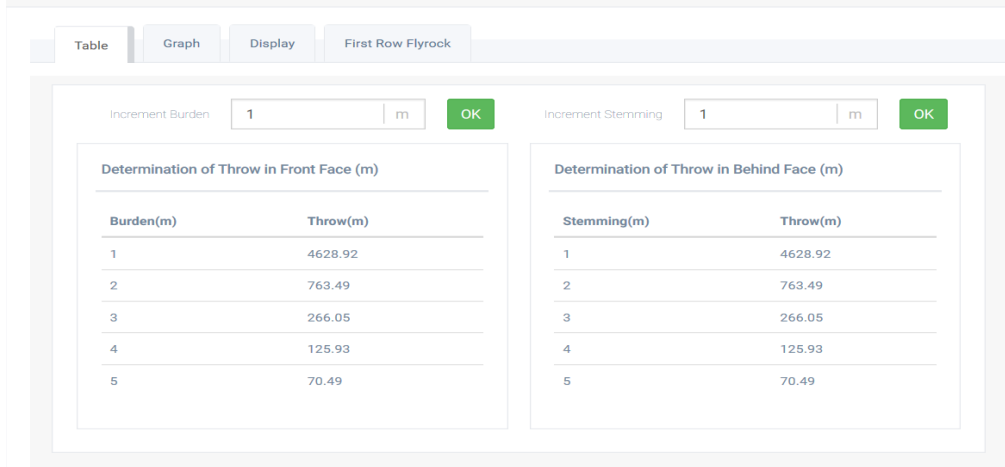 Table Graph Display First Row Flyrock
Increment Burden 1 m OK Increment Stemming 1 m OK
Determination of Throw in Front Face (m)
Burden(m) Throw(m)
1 4628.92
2 763.49
3 266.05
4 125.93
5 70.49
Determination of Throw in Behind Face (m)
Stemming(m) Throw(m)
1 4628.92
2 763.49
3 266.05
4 125.93
5 70.49